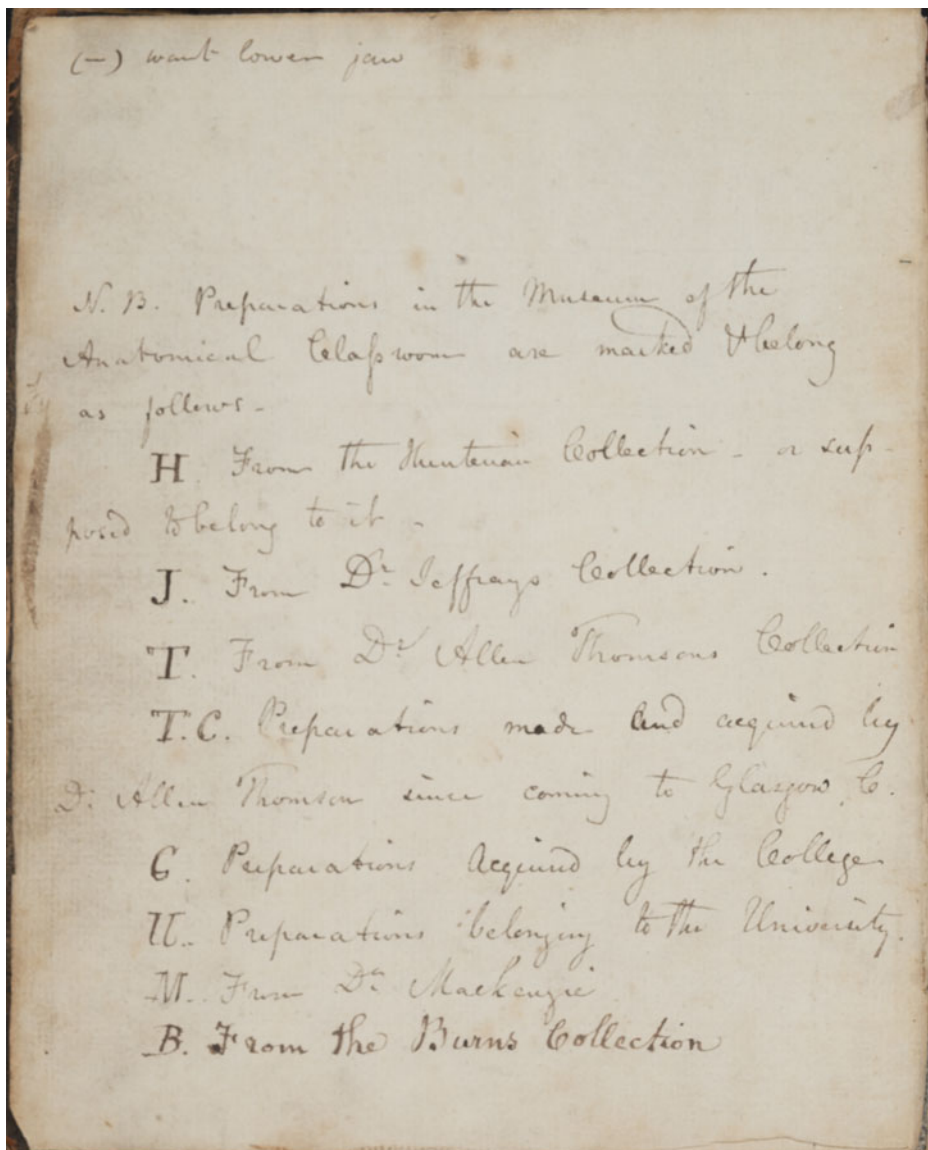 (–) want lower jaw
N. B. Preparations in the Museum of the
Anatomical Claſsroom are marked & belong
as follows –
H From the Hunterian Collection – or sup-
posed to belong to it –
J. From Dr. Jeffrays Collection.
T. From Dr Allen Thomsons Collection
T.C. Preparations made and acquired by
Dr Allen Thomson since coming to Glasgow C.
C. Preparations Acquired by the College
U. Preparations belonging to the University.
M. From Dr Mackenzie
B. From the Burns Collection